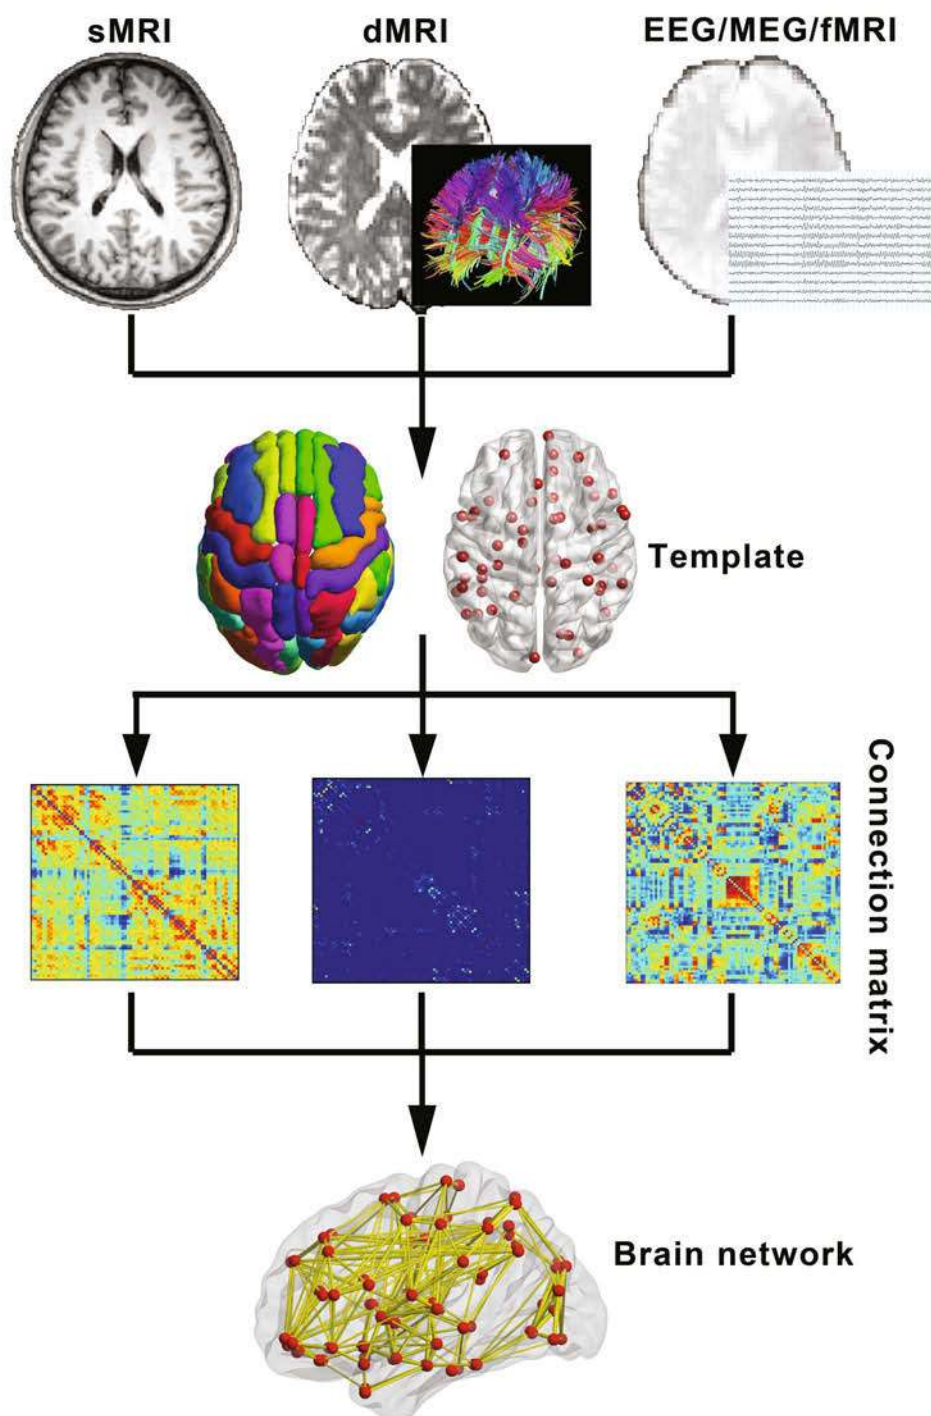 sMRI
dMRI
EEG/MEG/fMRI
Template
Connection matrix
Brain network